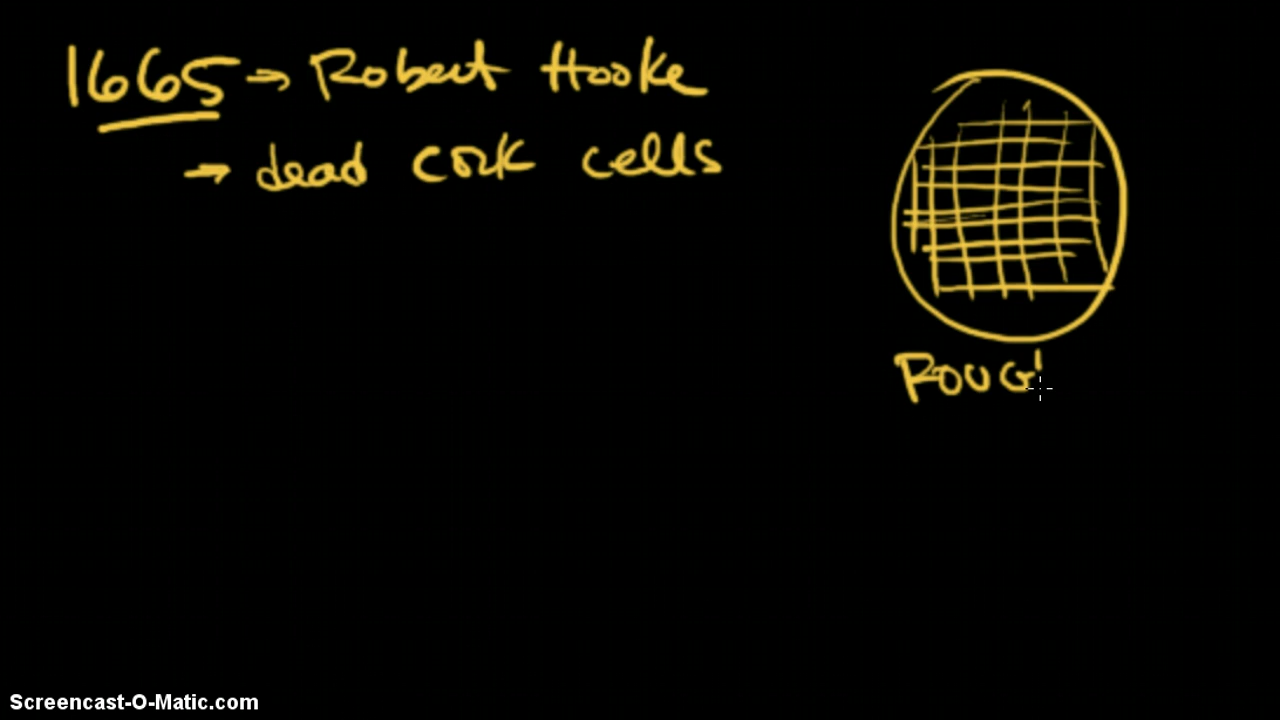 1665 → Robert Hooke
→ dead cork cells
ROUG
Screencast-O-Matic.com